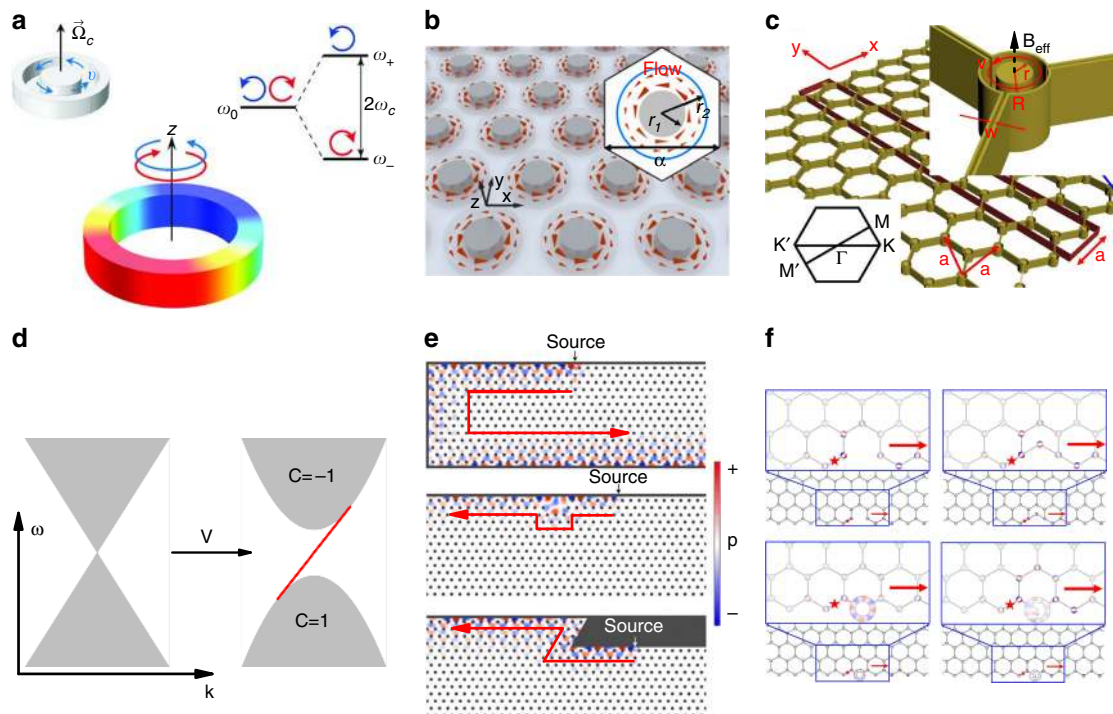 a
Ω⃗c
υ
z
ω0
ω+
2ωc
ω−
b
Flow
r1
r2
α
y
z
x
c
y
x
Beff
v
r
R
w
M
K′
K
Γ
M′
a
a
a
d
ω
k
V
C=−1
C=1
e
Source
Source
Source
+
p
−
f